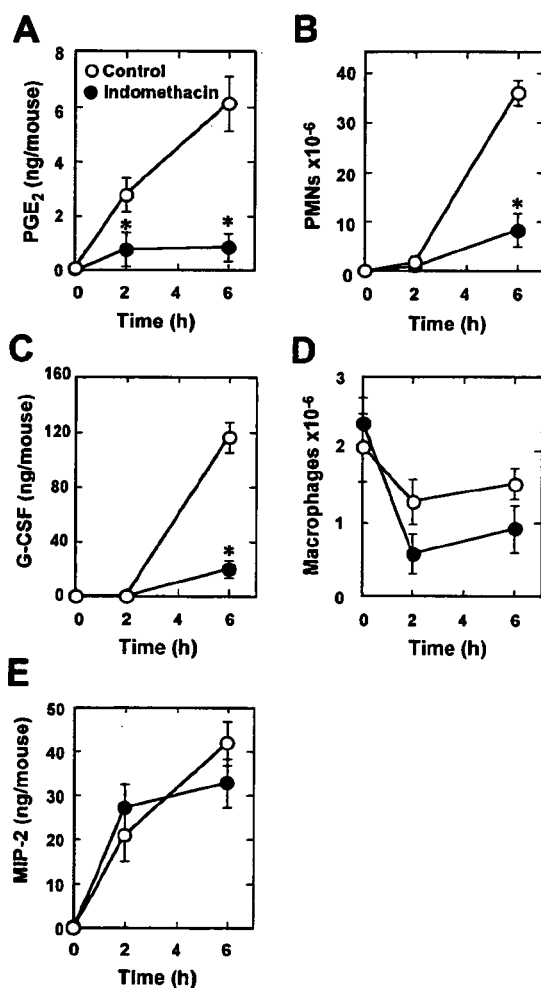 A
PGE2 (ng/mouse)
8
6
4
2
0
Control
Indomethacin
*
*
0 2 4 6
Time (h)
B
PMNs x10-6
40
30
20
10
0
*
0 2 4 6
Time (h)
C
G-CSF (ng/mouse)
160
120
80
40
00
*
0 2 4 6
Time (h)
D
Macrophages x10-6
3
2
1
0
0 2 4 6
Time (h)
E
MIP-2 (ng/mouse)
50
40
30
20
10
0
0 2 4 6
Time (h)